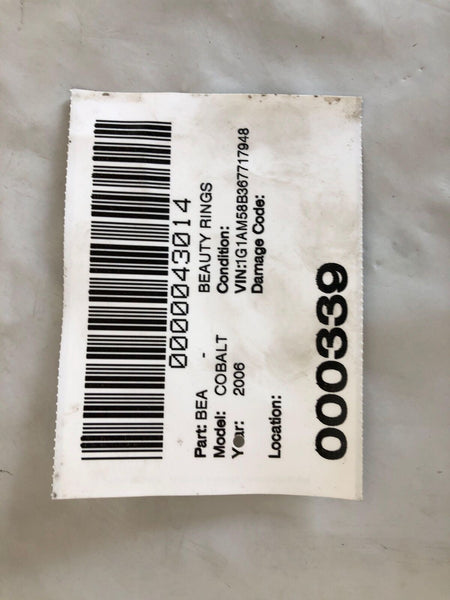 0000043014
Part: BEA - BEAUTY RINGS
Model: COBALT Condition:
Year: 2006 VIN:1G1AM58B367717948
Damage Code:
Location:
000339